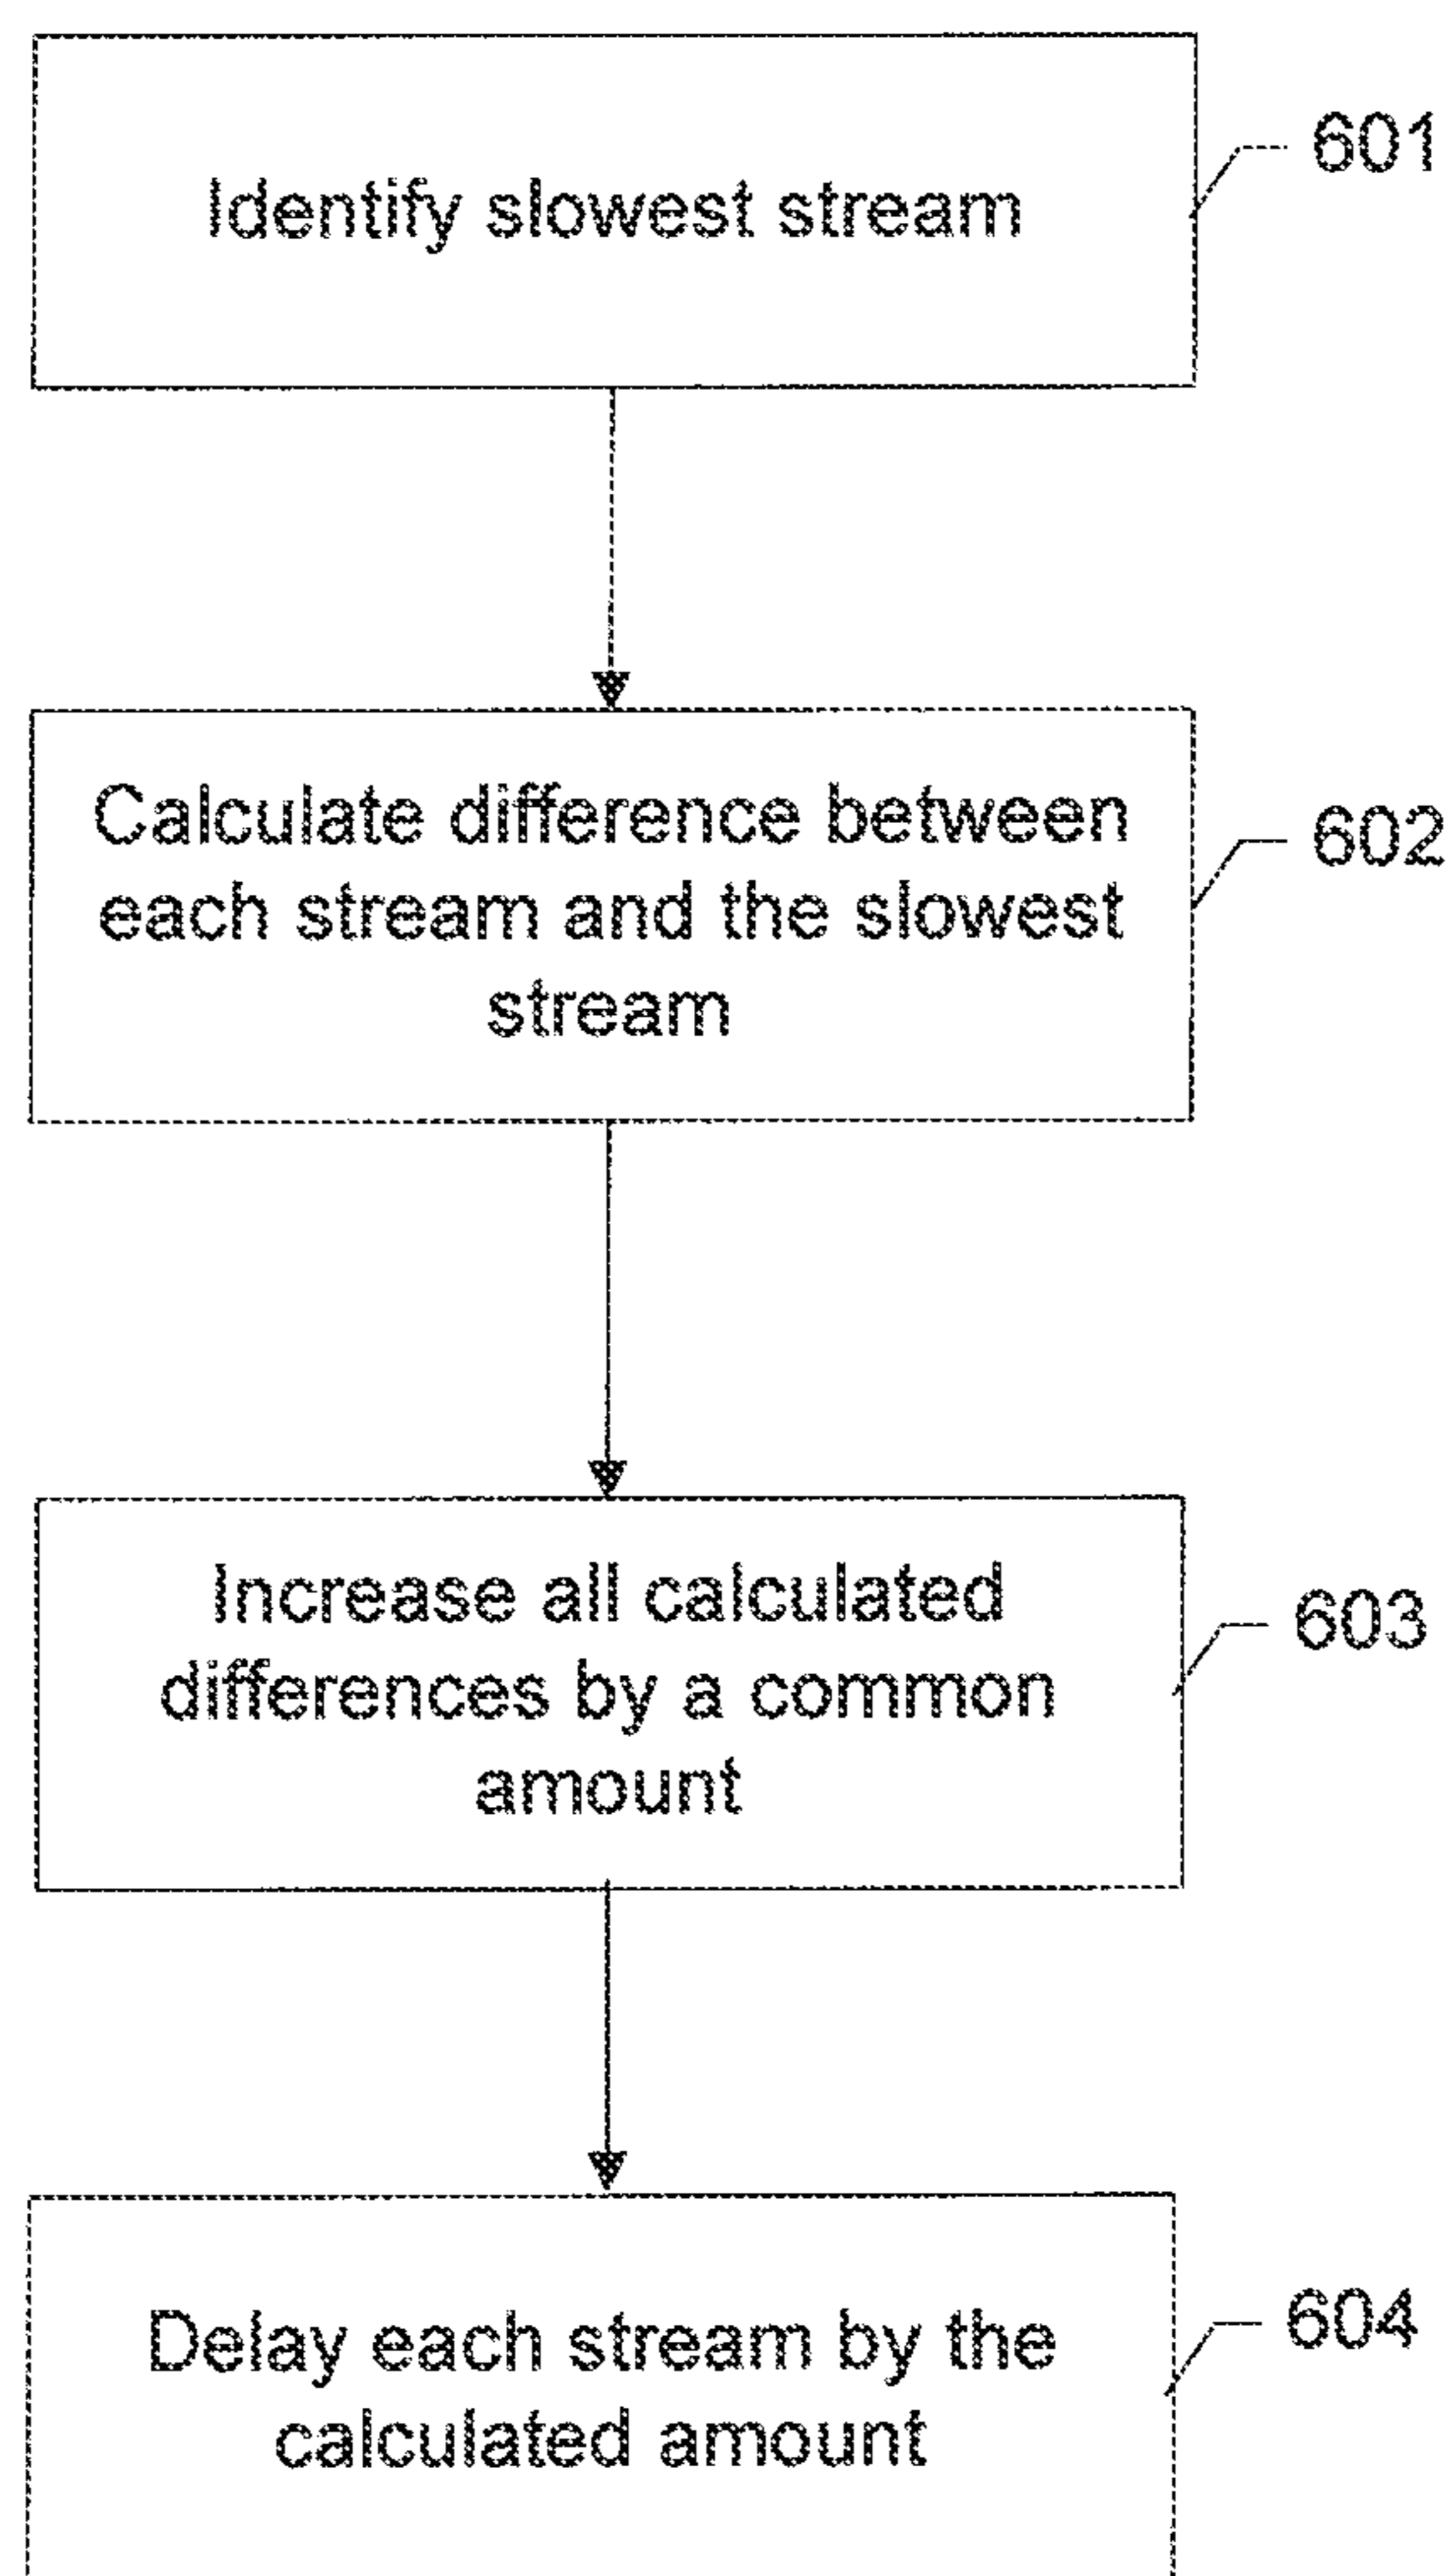 Identify slowest stream
601
Calculate difference between
each stream and the slowest
stream
602
Increase all calculated
differences by a common
amount
603
Delay each stream by the
calculated amount
604